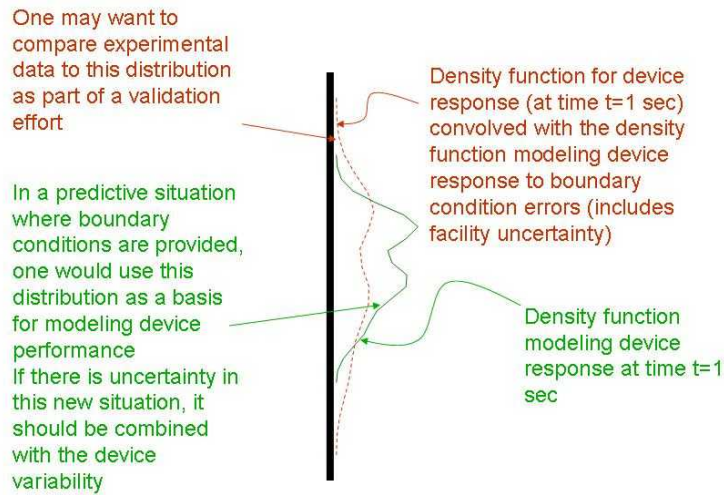 One may want to
compare experimental
data to this distribution
as part of a validation
effort
Density function for device
response (at time t=1 sec)
convolved with the density
function modeling device
response to boundary
condition errors (includes
facility uncertainty)
In a predictive situation
where boundary
conditions are provided,
one would use this
distribution as a basis
for modeling device
performance
If there is uncertainty in
this new situation, it
should be combined
with the device
variability
Density function
modeling device
response at time t=1
sec